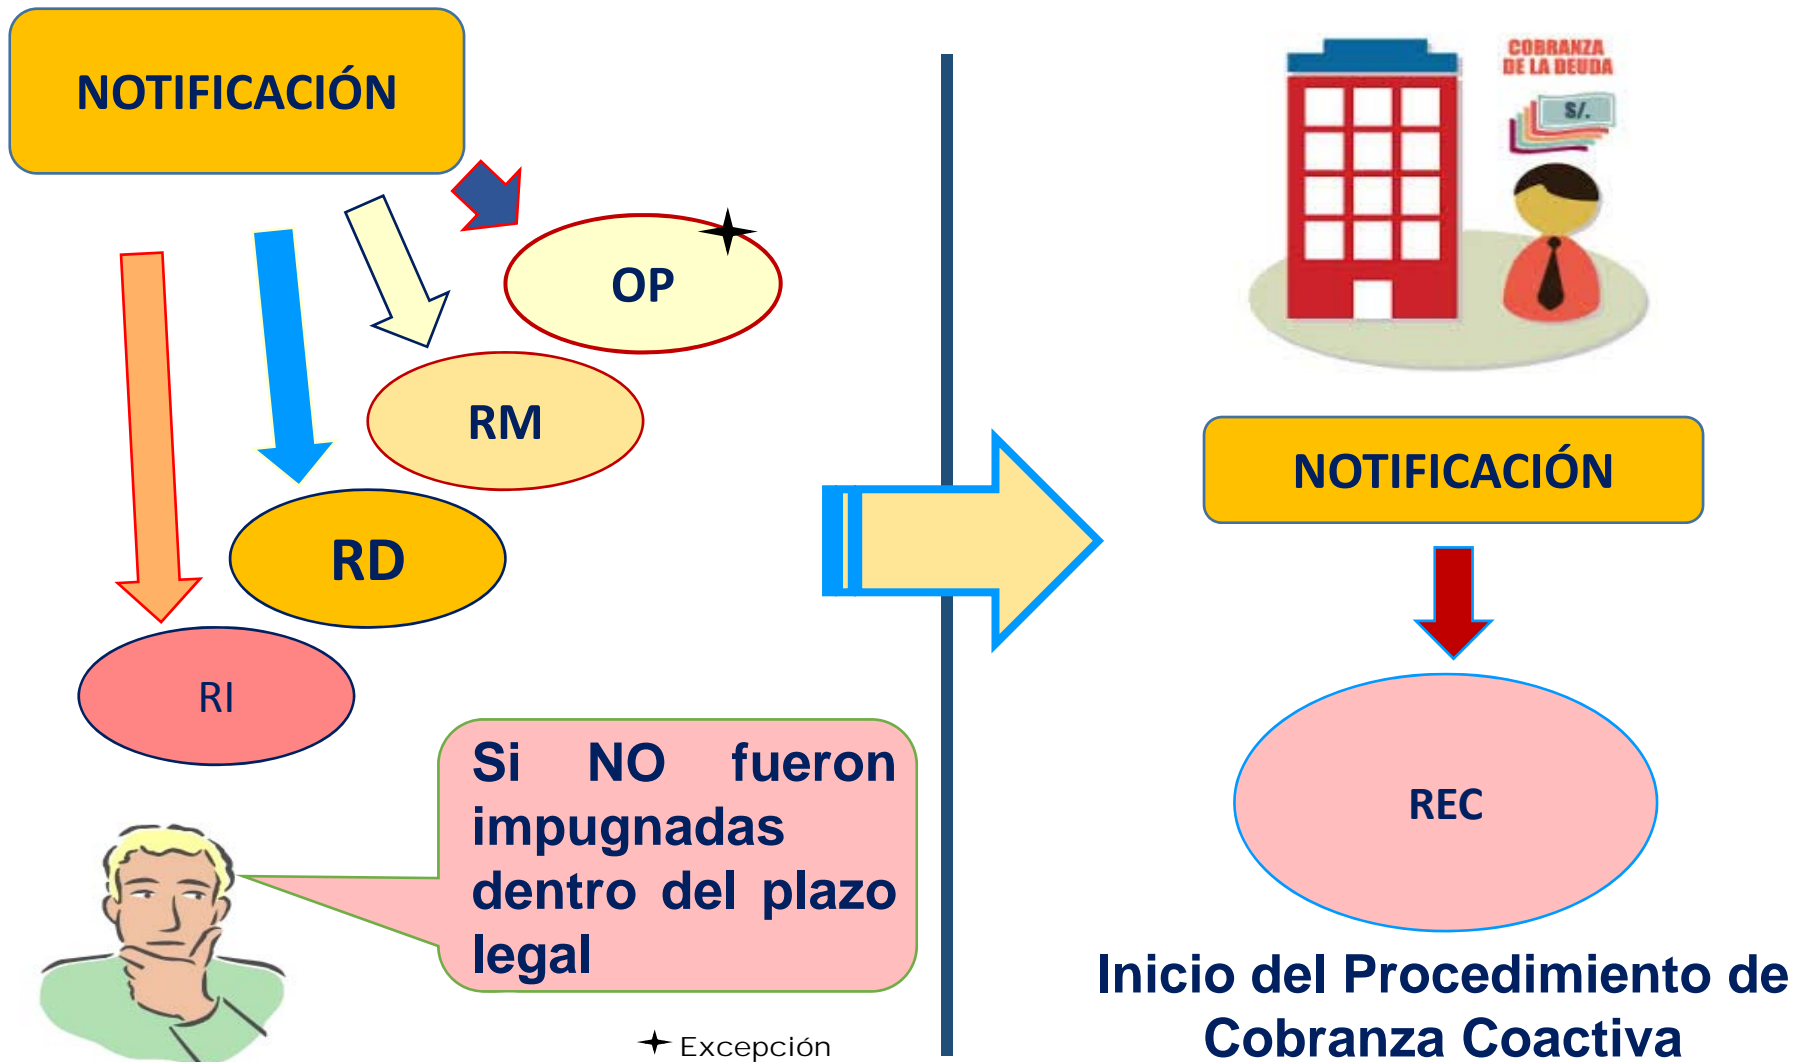 NOTIFICACIÓN
OP
RM
RD
RI
Si NO fueron
impugnadas
dentro del plazo
legal
Excepción
COBRANZA
DE LA DEUDA
S/.
NOTIFICACIÓN
REC
Inicio del Procedimiento de
Cobranza Coactiva